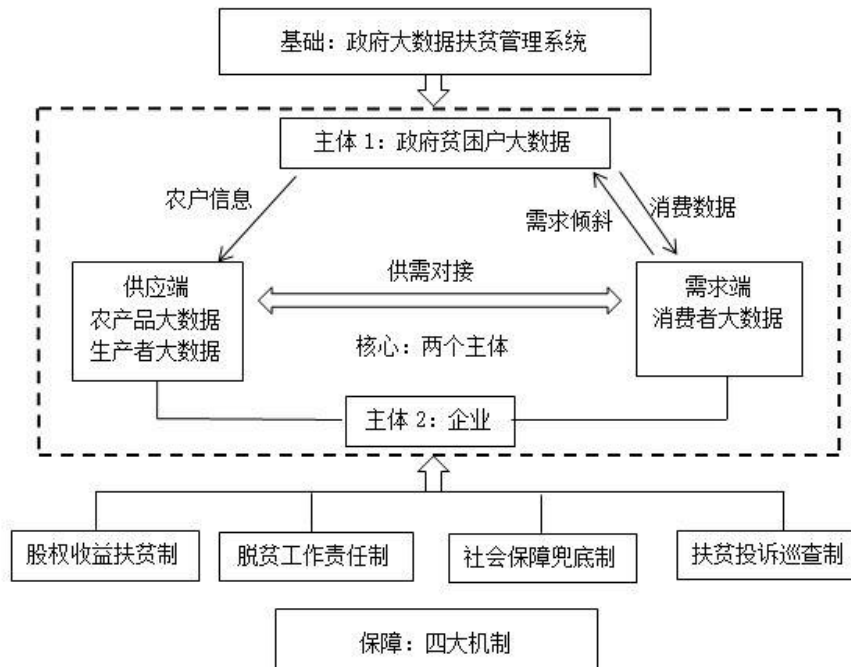 基础：政府大数据扶贫管理系统
主体 1：政府贫困户大数据
农户信息
需求倾斜
消费数据
供应端
农产品大数据
生产者大数据
供需对接
核心：两个主体
需求端
消费者大数据
主体 2：企业
股权收益扶贫制
脱贫工作责任制
社会保障兜底制
扶贫投诉巡查制
保障：四大机制